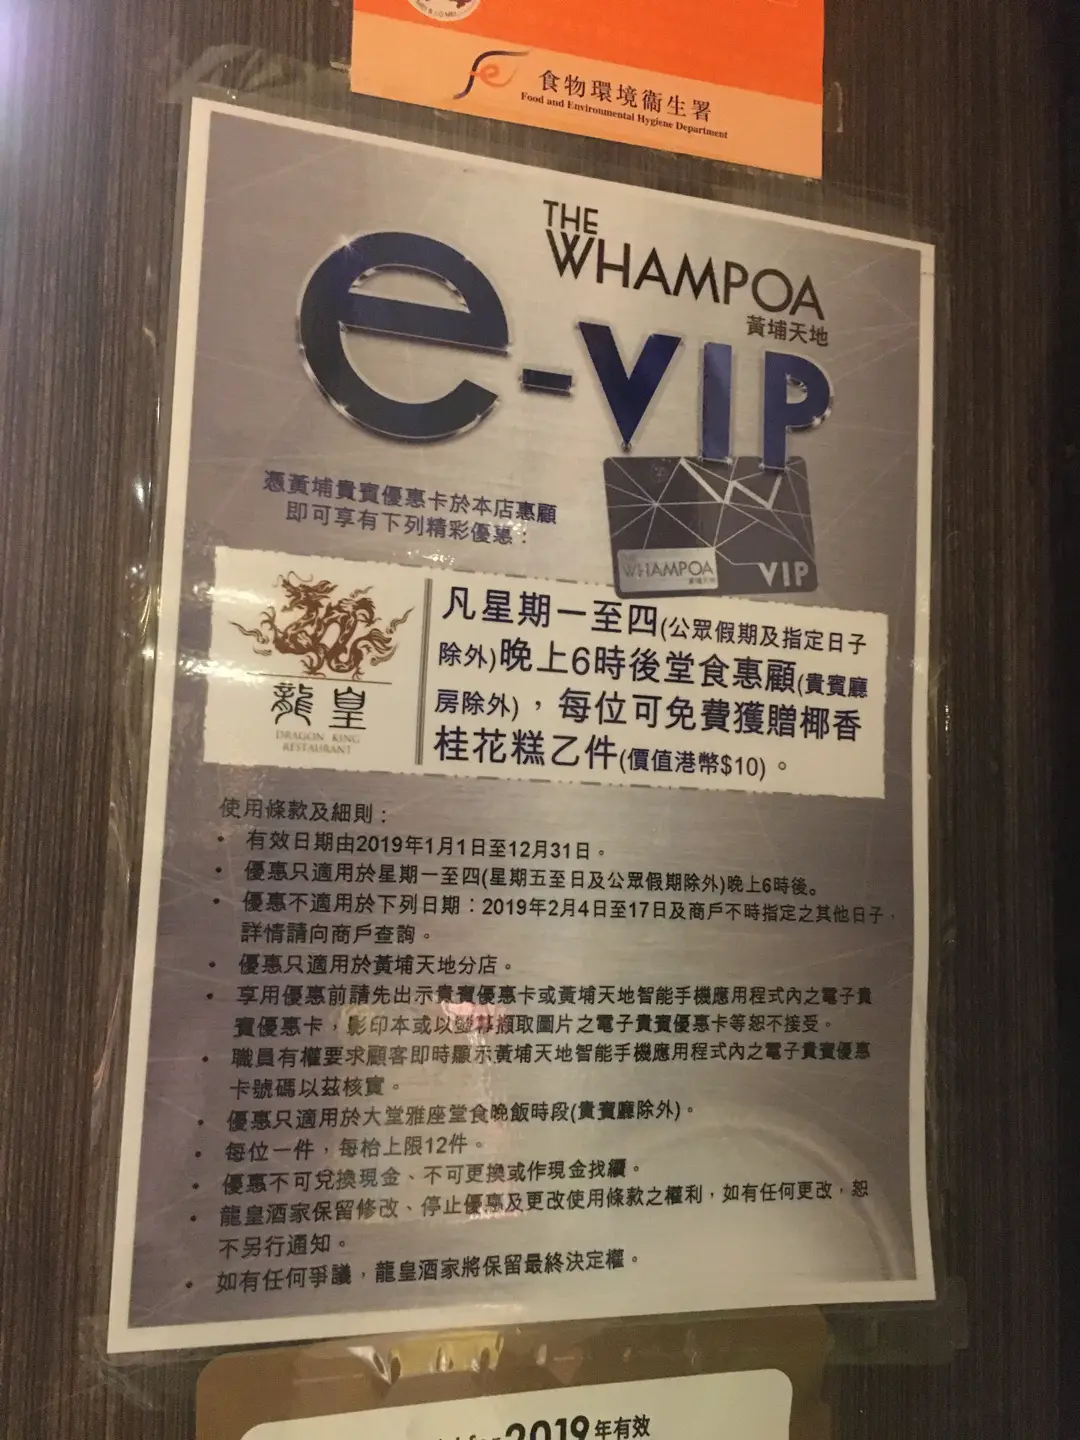 食物環境衞生署
Food and Environmental Hygiene Department
THE
WHAMPOA
黃埔天地
e-VIP
憑黃埔貴賓優惠卡於本店惠顧
即可享有下列精彩優惠：
WHAMPOA
VIP
凡星期一至四(公眾假期及指定日子
除外)晚上6時後堂食惠顧(貴賓廳
房除外)，每位可免費獲贈椰香
桂花糕乙件(價值港幣$10)。
龍皇
DRAGON KING
RESTAURANT
使用條款及細則：
• 有效日期由2019年1月1日至12月31日。
• 優惠只適用於星期一至四(星期五至日及公眾假期除外)晚上6時後。
• 優惠不適用於下列日期：2019年2月4日至17日及商戶不時指定之其他日子，
詳情請向商戶查詢。
• 優惠只適用於黃埔天地分店。
• 享用優惠前請先出示貴賓優惠卡或黃埔天地智能手機應用程式內之電子貴
賓優惠卡，影印本或以螢幕擷取圖片之電子貴賓優惠卡等恕不接受。
• 職員有權要求顧客即時顯示黃埔天地智能手機應用程式內之電子貴賓優惠
卡號碼以茲核實。
• 優惠只適用於大堂雅座堂食晚飯時段(貴賓廳除外)。
• 每位一件，每枱上限12件。
• 優惠不可兌換現金、不可更換或作現金找續。
• 龍皇酒家保留修改、停止優惠及更改使用條款之權利，如有任何更改，恕
不另行通知。
• 如有任何爭議，龍皇酒家將保留最終決定權。
2019年有效